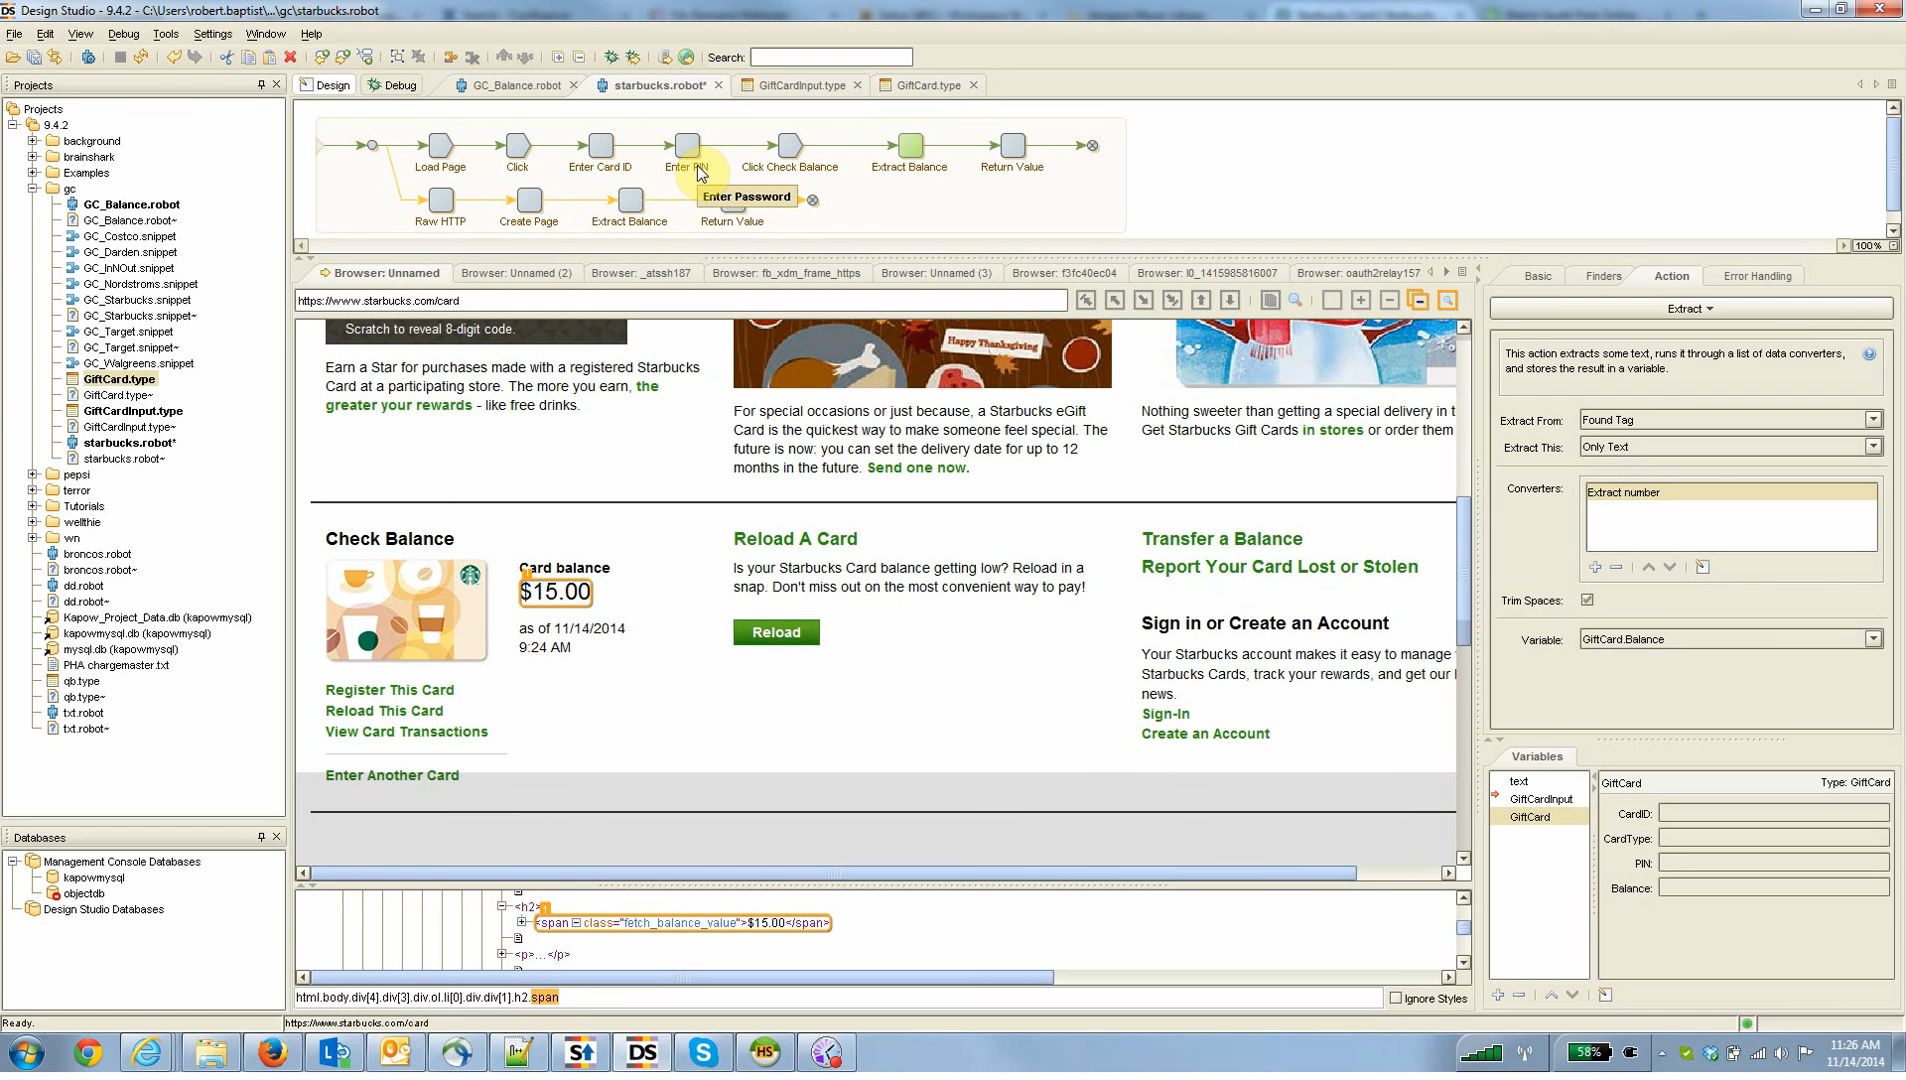 Design Studio - 9.4.2 - C:\Users\robert.baptist\...\gc\starbucks.robot
File Edit View Debug Tools Settings Window Help
Search:
Projects
Design Debug GC_Balance.robot starbucks.robot* GiftCardInput.type GiftCard.type
Projects
9.4.2
background
brainshark
Examples
gc
GC_Balance.robot
GC_Balance.robot~
GC_Costco.snippet
GC_Darden.snippet
GC_InNOut.snippet
GC_Nordstroms.snippet
GC_Starbucks.snippet
GC_Starbucks.snippet~
GC_Target.snippet
GC_Target.snippet~
GC_Walgreens.snippet
GiftCard.type
GiftCard.type~
GiftCardInput.type
GiftCardInput.type~
starbucks.robot*
starbucks.robot~
pepsi
terror
Tutorials
wellthie
wn
broncos.robot
broncos.robot~
dd.robot
dd.robot~
Kapow_Project_Data.db (kapowmysql)
kapowmysql.db (kapowmysql)
mysql.db (kapowmysql)
PHA chargemaster.txt
qb.type
qb.type~
txt.robot
txt.robot~
Databases
Management Console Databases
kapowmysql
objectdb
Design Studio Databases
Load Page Click Enter Card ID Enter PIN Click Check Balance Extract Balance Return Value
Enter Password
Raw HTTP Create Page Extract Balance Return Value
100%
Browser: Unnamed Browser: Unnamed (2) Browser: _atssh187 Browser: fb_xdm_frame_https Browser: Unnamed (3) Browser: f3fc40ec04 Browser: I0_1415985816007 Browser: oauth2relay157
https://www.starbucks.com/card
Scratch to reveal 8-digit code.
Earn a Star for purchases made with a registered Starbucks
Card at a participating store. The more you earn, the
greater your rewards - like free drinks.
Happy Thanksgiving
For special occasions or just because, a Starbucks eGift
Card is the quickest way to make someone feel special. The
future is now: you can set the delivery date for up to 12
months in the future. Send one now.
Nothing sweeter than getting a special delivery in t
Get Starbucks Gift Cards in stores or order them
Check Balance
Card balance
$15.00
as of 11/14/2014
9:24 AM
Register This Card
Reload This Card
View Card Transactions
Enter Another Card
Reload A Card
Is your Starbucks Card balance getting low? Reload in a
snap. Don't miss out on the most convenient way to pay!
Reload
Transfer a Balance
Report Your Card Lost or Stolen
Sign in or Create an Account
Your Starbucks account makes it easy to manage
Starbucks Cards, track your rewards, and get our
news.
Sign-In
Create an Account
<h2>
<span class="fetch_balance_value">$15.00</span>
<p>...</p>
html.body.div[4].div[3].div.ol.li[0].div.div[1].h2.span
Ignore Styles
Basic Finders Action Error Handling
Extract
This action extracts some text, runs it through a list of data converters,
and stores the result in a variable.
Extract From: Found Tag
Extract This: Only Text
Converters: Extract number
Trim Spaces:
Variable: GiftCard.Balance
Variables
text
GiftCardInput
GiftCard
GiftCard Type: GiftCard
CardID:
CardType:
PIN:
Balance:
Ready. https://www.starbucks.com/card
58%
11:26 AM
11/14/2014